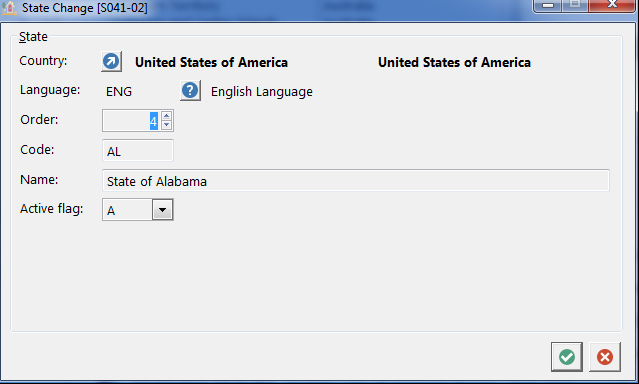 State Change [S041-02]
State
Country: United States of America United States of America
Language: ENG English Language
Order: 4
Code: AL
Name: State of Alabama
Active flag: A